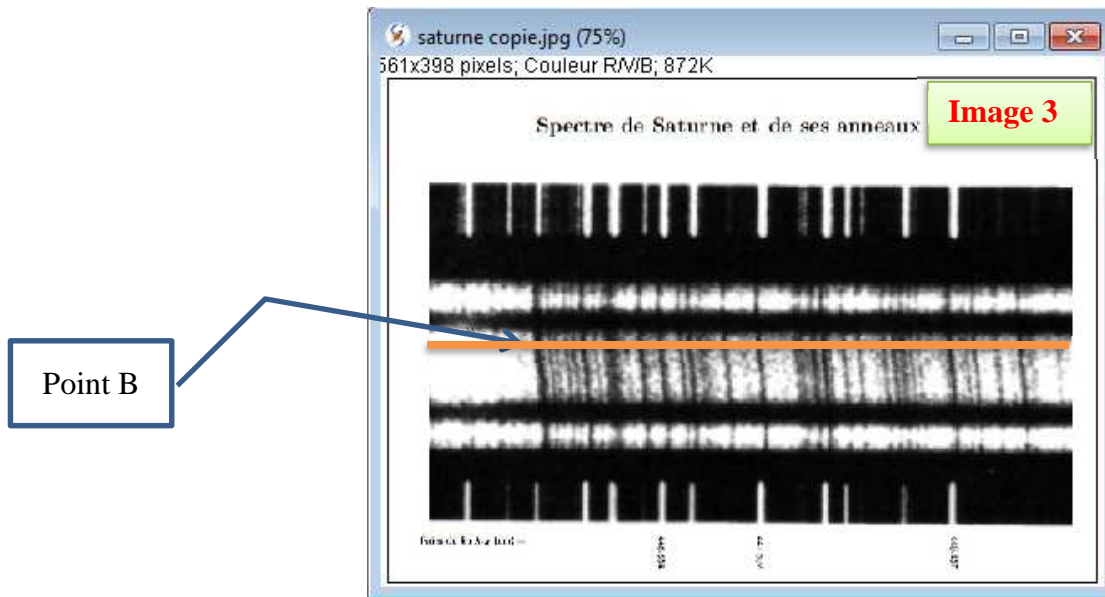 saturne copie.jpg (75%)
561x398 pixels; Couleur R/V/B; 872K
Image 3
Spectre de Saturne et de ses anneaux
Point B